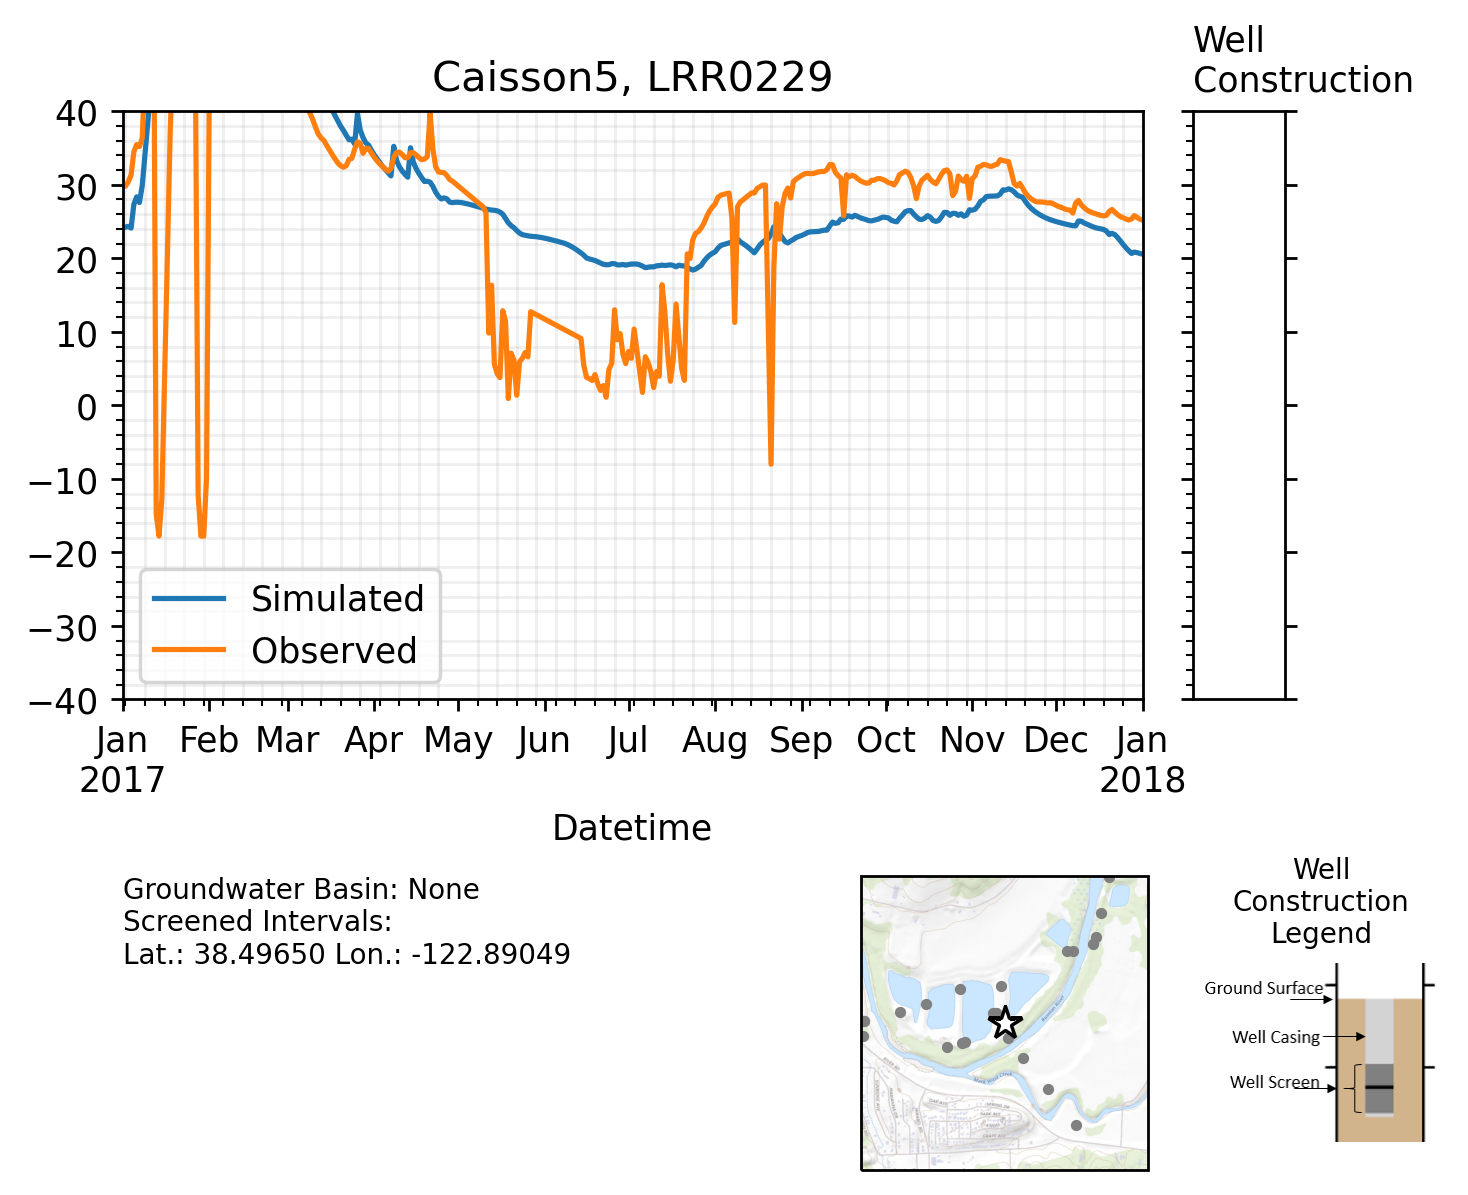 Well
Construction
Caisson5, LRR0229
40
30
20
10
0
−10
−20
−30
−40
Simulated
Observed
Jan Feb Mar Apr May Jun Jul Aug Sep Oct Nov Dec Jan
2017 2018
Datetime
Groundwater Basin: None
Screened Intervals:
Lat.: 38.49650 Lon.: -122.89049
Well
Construction
Legend
Ground Surface
Well Casing
Well Screen